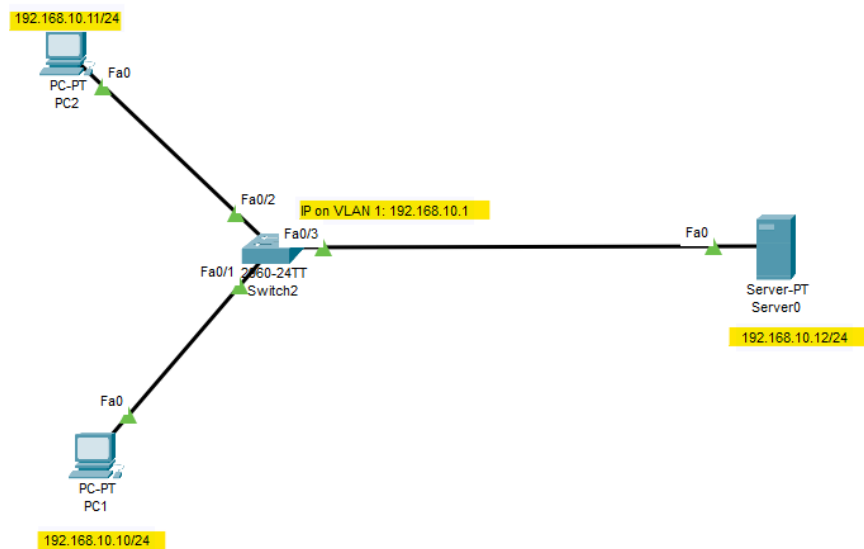 192.168.10.11/24
Fa0
PC-PT
PC2
Fa0/2
IP on VLAN 1: 192.168.10.1
Fa0/3
Fa0
Fa0/1
2960-24TT
Switch2
Server-PT
Server0
192.168.10.12/24
Fa0
PC-PT
PC1
192.168.10.10/24